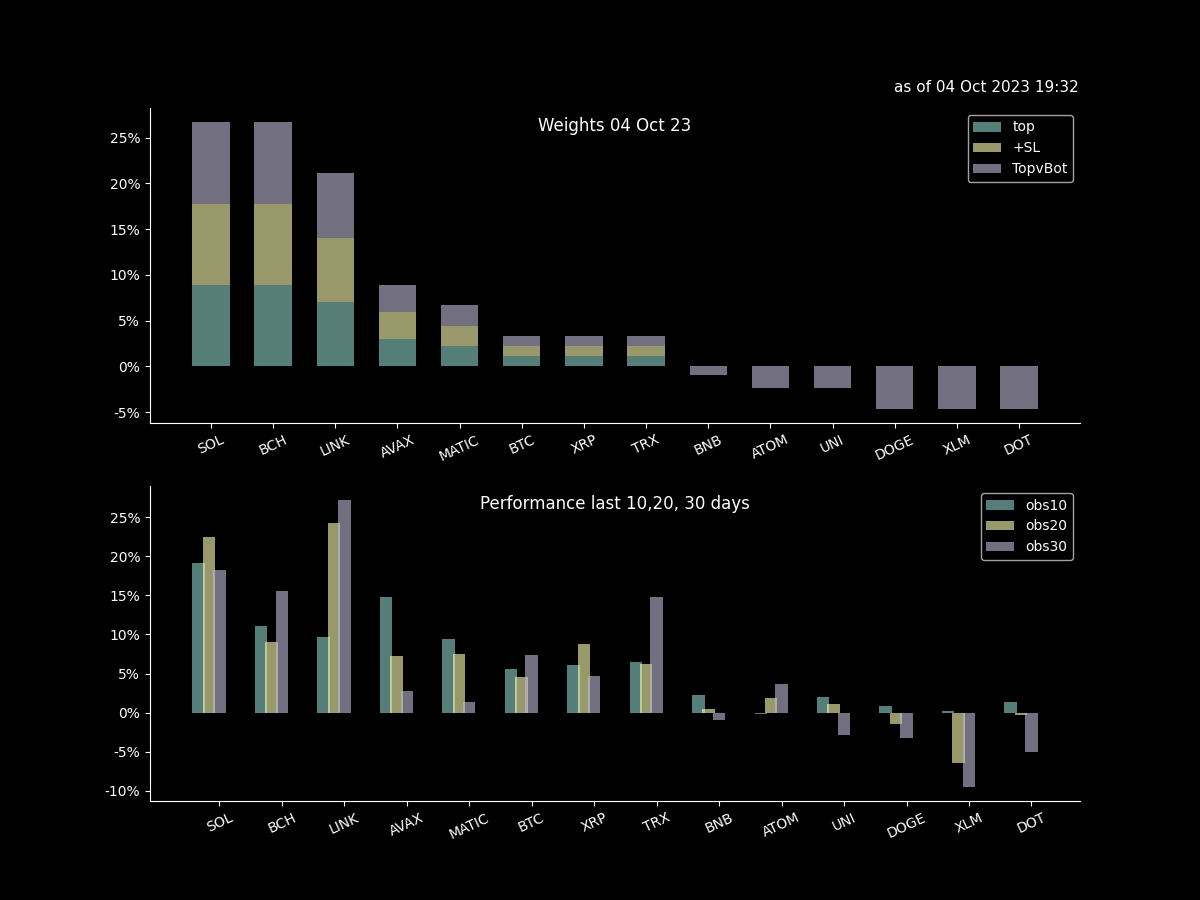 as of 04 Oct 2023 19:32
Weights 04 Oct 23
top
+SL
TopvBot
25%
20%
15%
10%
5%
0%
-5%
SOL BCH LINK AVAX MATIC BTC XRP TRX BNB ATOM UNI DOGE XLM DOT
Performance last 10,20, 30 days
obs10
obs20
obs30
25%
20%
15%
10%
5%
0%
-5%
-10%
SOL BCH LINK AVAX MATIC BTC XRP TRX BNB ATOM UNI DOGE XLM DOT